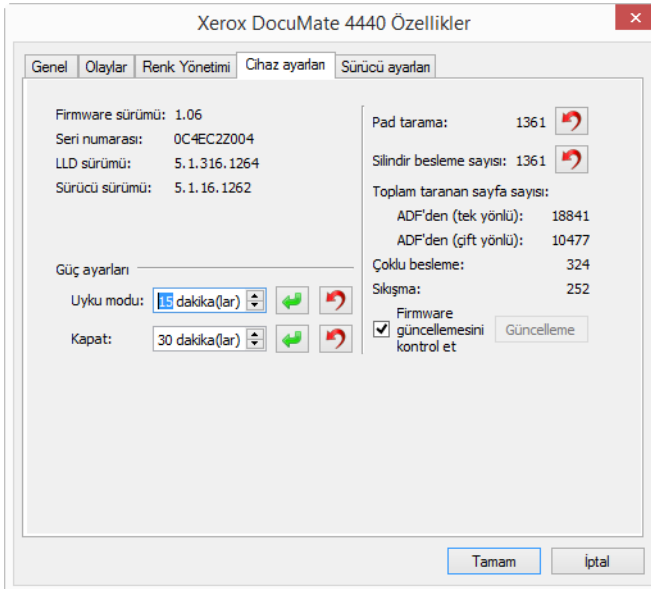 Xerox DocuMate 4440 Özellikler
Genel Olaylar Renk Yönetimi Cihaz ayarları Sürücü ayarları
Firmware sürümü: 1.06
Seri numarası: 0C4EC2Z004
LLD sürümü: 5.1.316.1264
Sürücü sürümü: 5.1.16.1262
Güç ayarları
Uyku modu: 15 dakika(lar)
Kapat: 30 dakika(lar)
Pad tarama: 1361
Silindir besleme sayısı: 1361
Toplam taranan sayfa sayısı:
ADF'den (tek yönlü): 18841
ADF'den (çift yönlü): 10477
Çoklu besleme: 324
Sıkışma: 252
Firmware
güncellemesini
kontrol et
Güncelleme
Tamam İptal